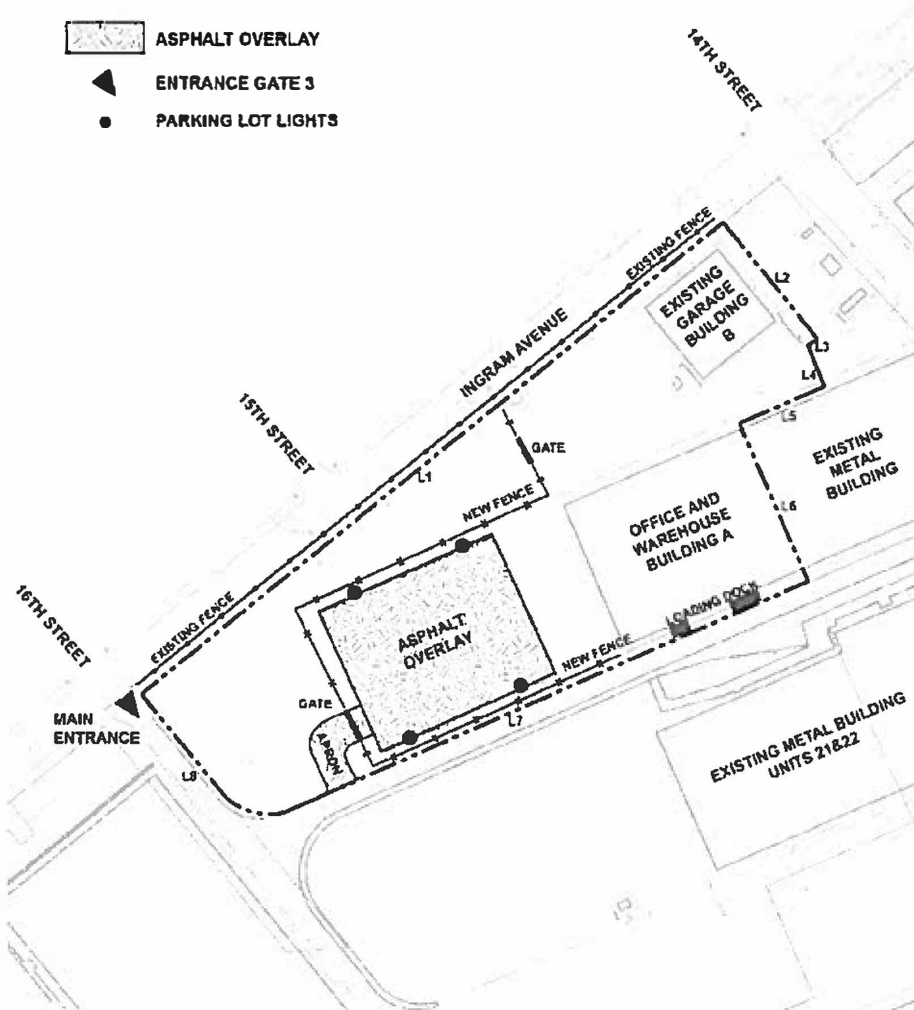 ASPHALT OVERLAY
ENTRANCE GATE 3
PARKING LOT LIGHTS
14TH STREET
EXISTING FENCE
L2
EXISTING
GARAGE
BUILDING
B
L3
L4
INGRAM AVENUE
15TH STREET
L5
GATE
L1
EXISTING
METAL
BUILDING
NEW FENCE
OFFICE AND
WAREHOUSE
BUILDING A
L6
16TH STREET
EXISTING FENCE
LOADING DOCK
ASPHALT
OVERLAY
NEW FENCE
GATE
MAIN
ENTRANCE
L7
APRON
L8
EXISTING METAL BUILDING
UNITS 21&22